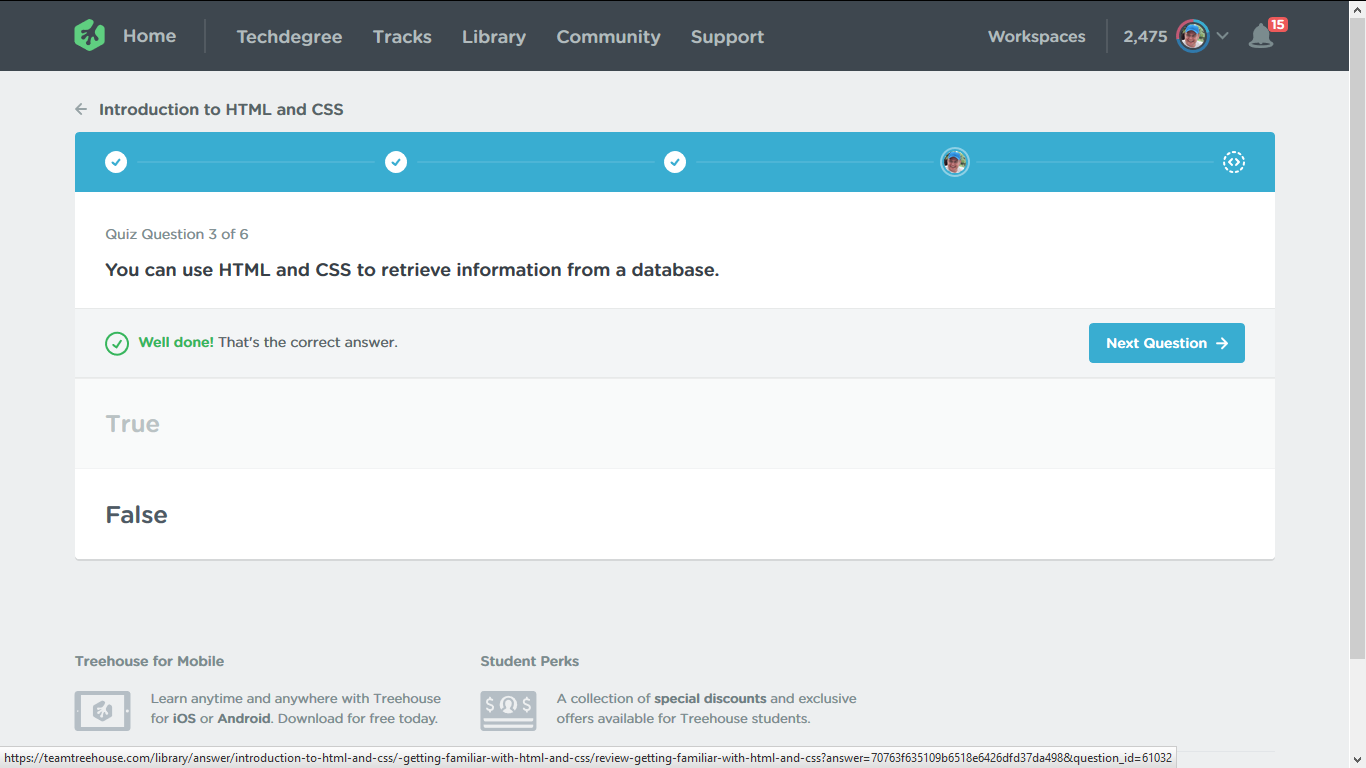 Home Techdegree Tracks Library Community Support Workspaces 2,475 15
← Introduction to HTML and CSS
Quiz Question 3 of 6
You can use HTML and CSS to retrieve information from a database.
Well done! That's the correct answer.
Next Question →
True
False
Treehouse for Mobile
Learn anytime and anywhere with Treehouse
for iOS or Android. Download for free today.
Student Perks
$ $
A collection of special discounts and exclusive
offers available for Treehouse students.
https://teamtreehouse.com/library/answer/introduction-to-html-and-css/-getting-familiar-with-html-and-css/review-getting-familiar-with-html-and-css?answer=70763f635109b6518e6426dfd37da498&question_id=61032